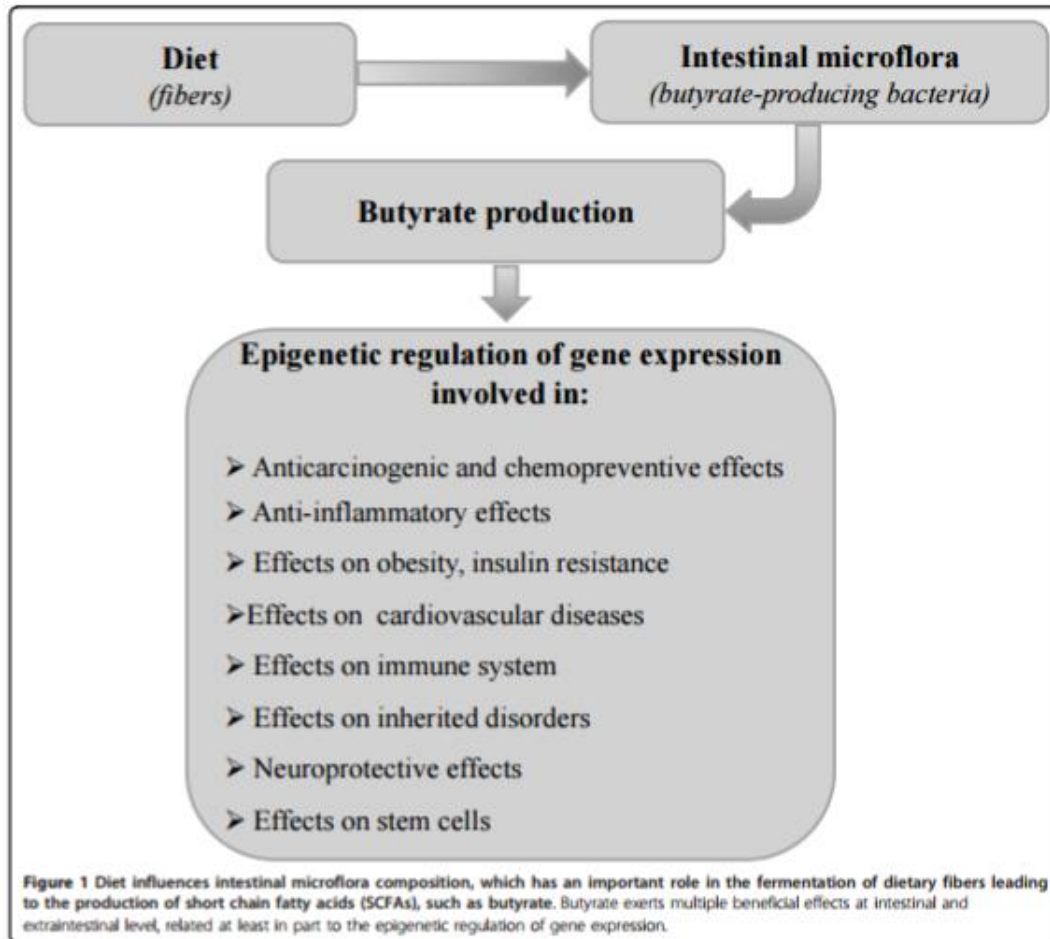 Diet
(fibers)
Intestinal microflora
(butyrate-producing bacteria)
Butyrate production
Epigenetic regulation of gene expression
involved in:
➤ Anticarcinogenic and chemopreventive effects
➤ Anti-inflammatory effects
➤ Effects on obesity, insulin resistance
➤Effects on cardiovascular diseases
➤ Effects on immune system
➤ Effects on inherited disorders
➤ Neuroprotective effects
➤ Effects on stem cells
Figure 1 Diet influences intestinal microflora composition, which has an important role in the fermentation of dietary fibers leading
to the production of short chain fatty acids (SCFAs), such as butyrate. Butyrate exerts multiple beneficial effects at intestinal and
extraintestinal level, related at least in part to the epigenetic regulation of gene expression.